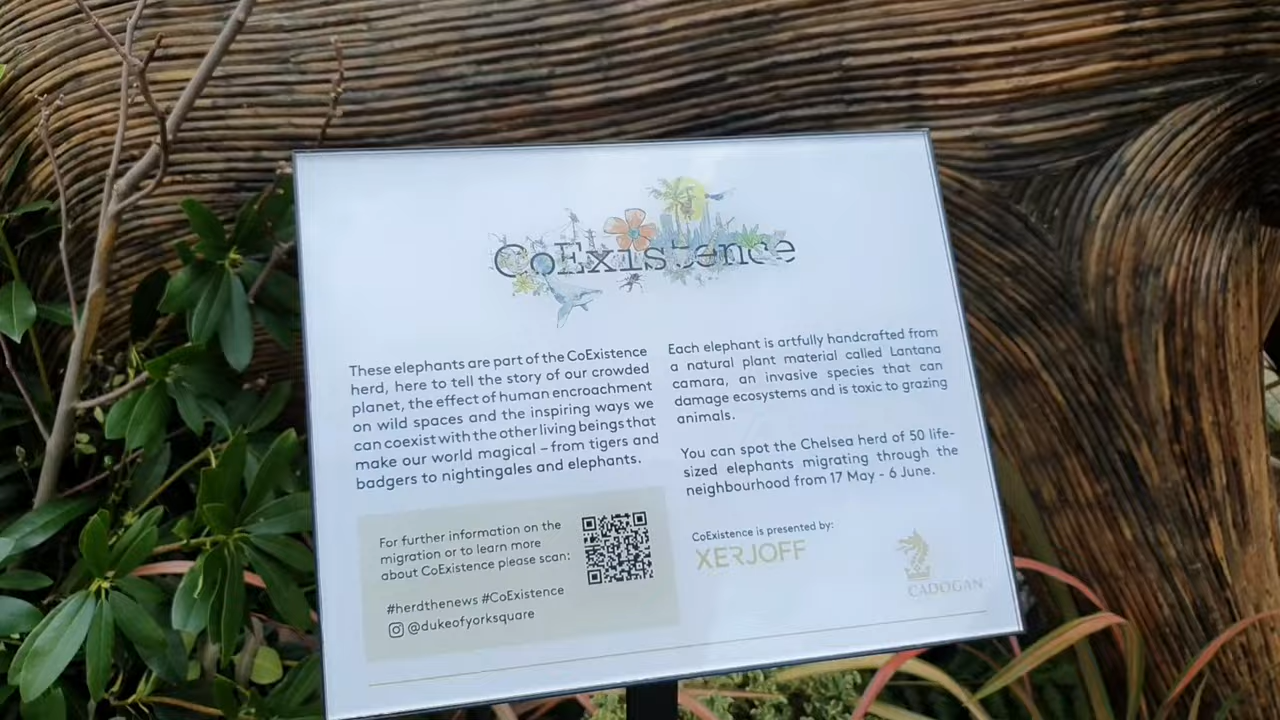 CoExistence
These elephants are part of the CoExistence
herd, here to tell the story of our crowded
planet, the effect of human encroachment
on wild spaces and the inspiring ways we
can coexist with the other living beings that
make our world magical – from tigers and
badgers to nightingales and elephants.
For further information on the
migration or to learn more
about CoExistence please scan:
#herdthenews #CoExistence
@dukeofyorksquare
Each elephant is artfully handcrafted from
a natural plant material called Lantana
camara, an invasive species that can
damage ecosystems and is toxic to grazing
animals.
You can spot the Chelsea herd of 50 life-
sized elephants migrating through the
neighbourhood from 17 May - 6 June.
CoExistence is presented by:
XERJOFF
CADOGAN